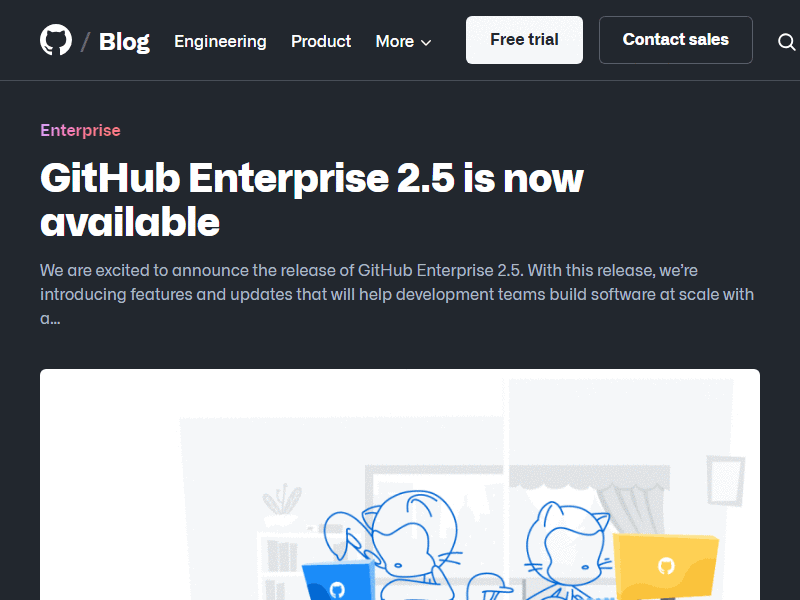 / Blog Engineering Product More Free trial Contact sales
Enterprise
GitHub Enterprise 2.5 is now
available
We are excited to announce the release of GitHub Enterprise 2.5. With this release, we’re
introducing features and updates that will help development teams build software at scale with
a…